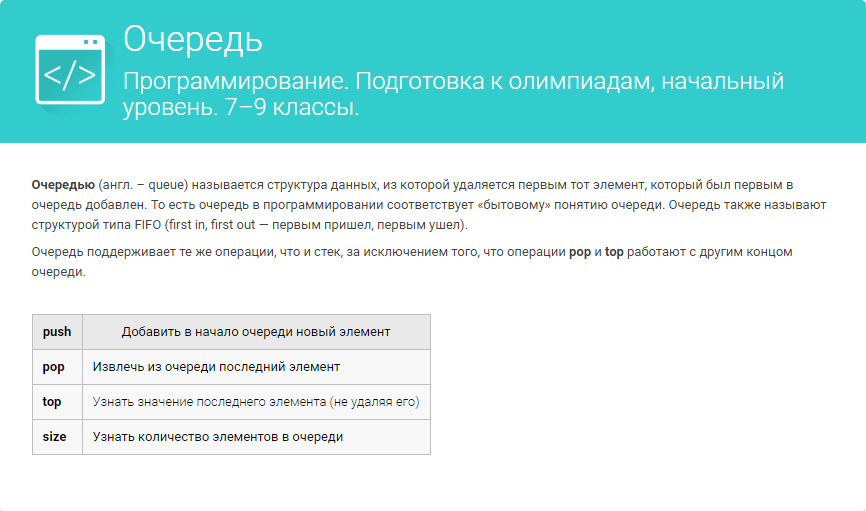 Очередь
</>
Программирование. Подготовка к олимпиадам, начальный
уровень. 7–9 классы.
Очередью (англ. – queue) называется структура данных, из которой удаляется первым тот элемент, который был первым в
очередь добавлен. То есть очередь в программировании соответствует «бытовому» понятию очереди. Очередь также называют
структурой типа FIFO (first in, first out — первым пришел, первым ушел).
Очередь поддерживает те же операции, что и стек, за исключением того, что операции pop и top работают с другим концом
очереди.
push Добавить в начало очереди новый элемент
pop Извлечь из очереди последний элемент
top Узнать значение последнего элемента (не удаляя его)
size Узнать количество элементов в очереди